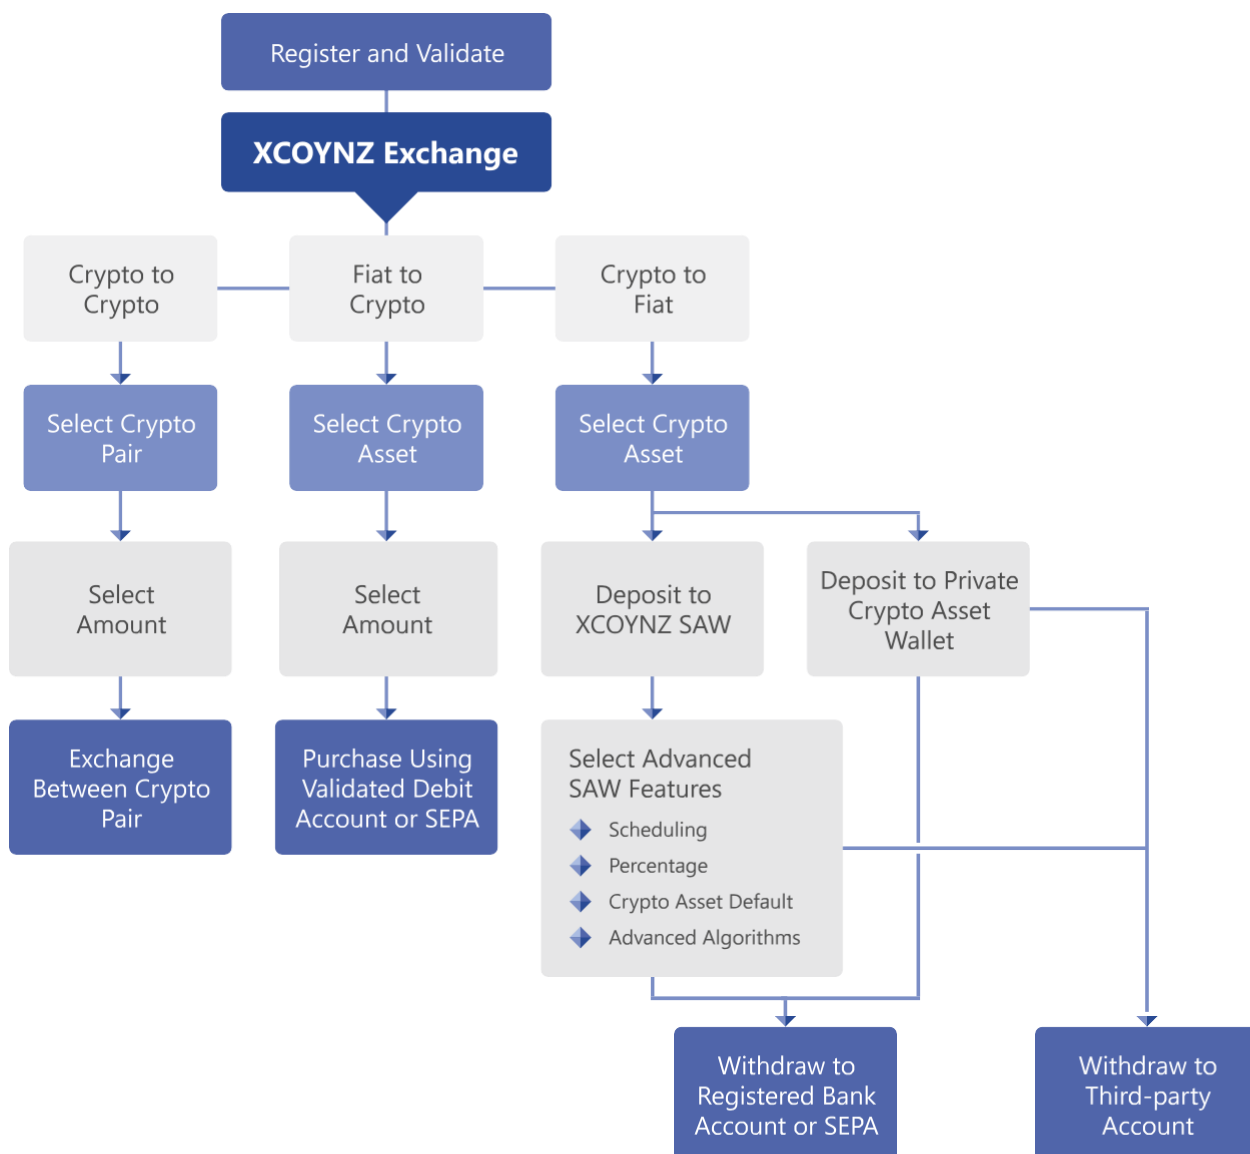 Register and Validate
XCOYNZ Exchange
Crypto to
Crypto
Fiat to
Crypto
Crypto to
Fiat
Select Crypto
Pair
Select Crypto
Asset
Select Crypto
Asset
Select
Amount
Select
Amount
Deposit to
XCOYNZ SAW
Deposit to Private
Crypto Asset
Wallet
Exchange
Between Crypto
Pair
Purchase Using
Validated Debit
Account or SEPA
Select Advanced
SAW Features
Scheduling
Percentage
Crypto Asset Default
Advanced Algorithms
Withdraw to
Registered Bank
Account or SEPA
Withdraw to
Third-party
Account